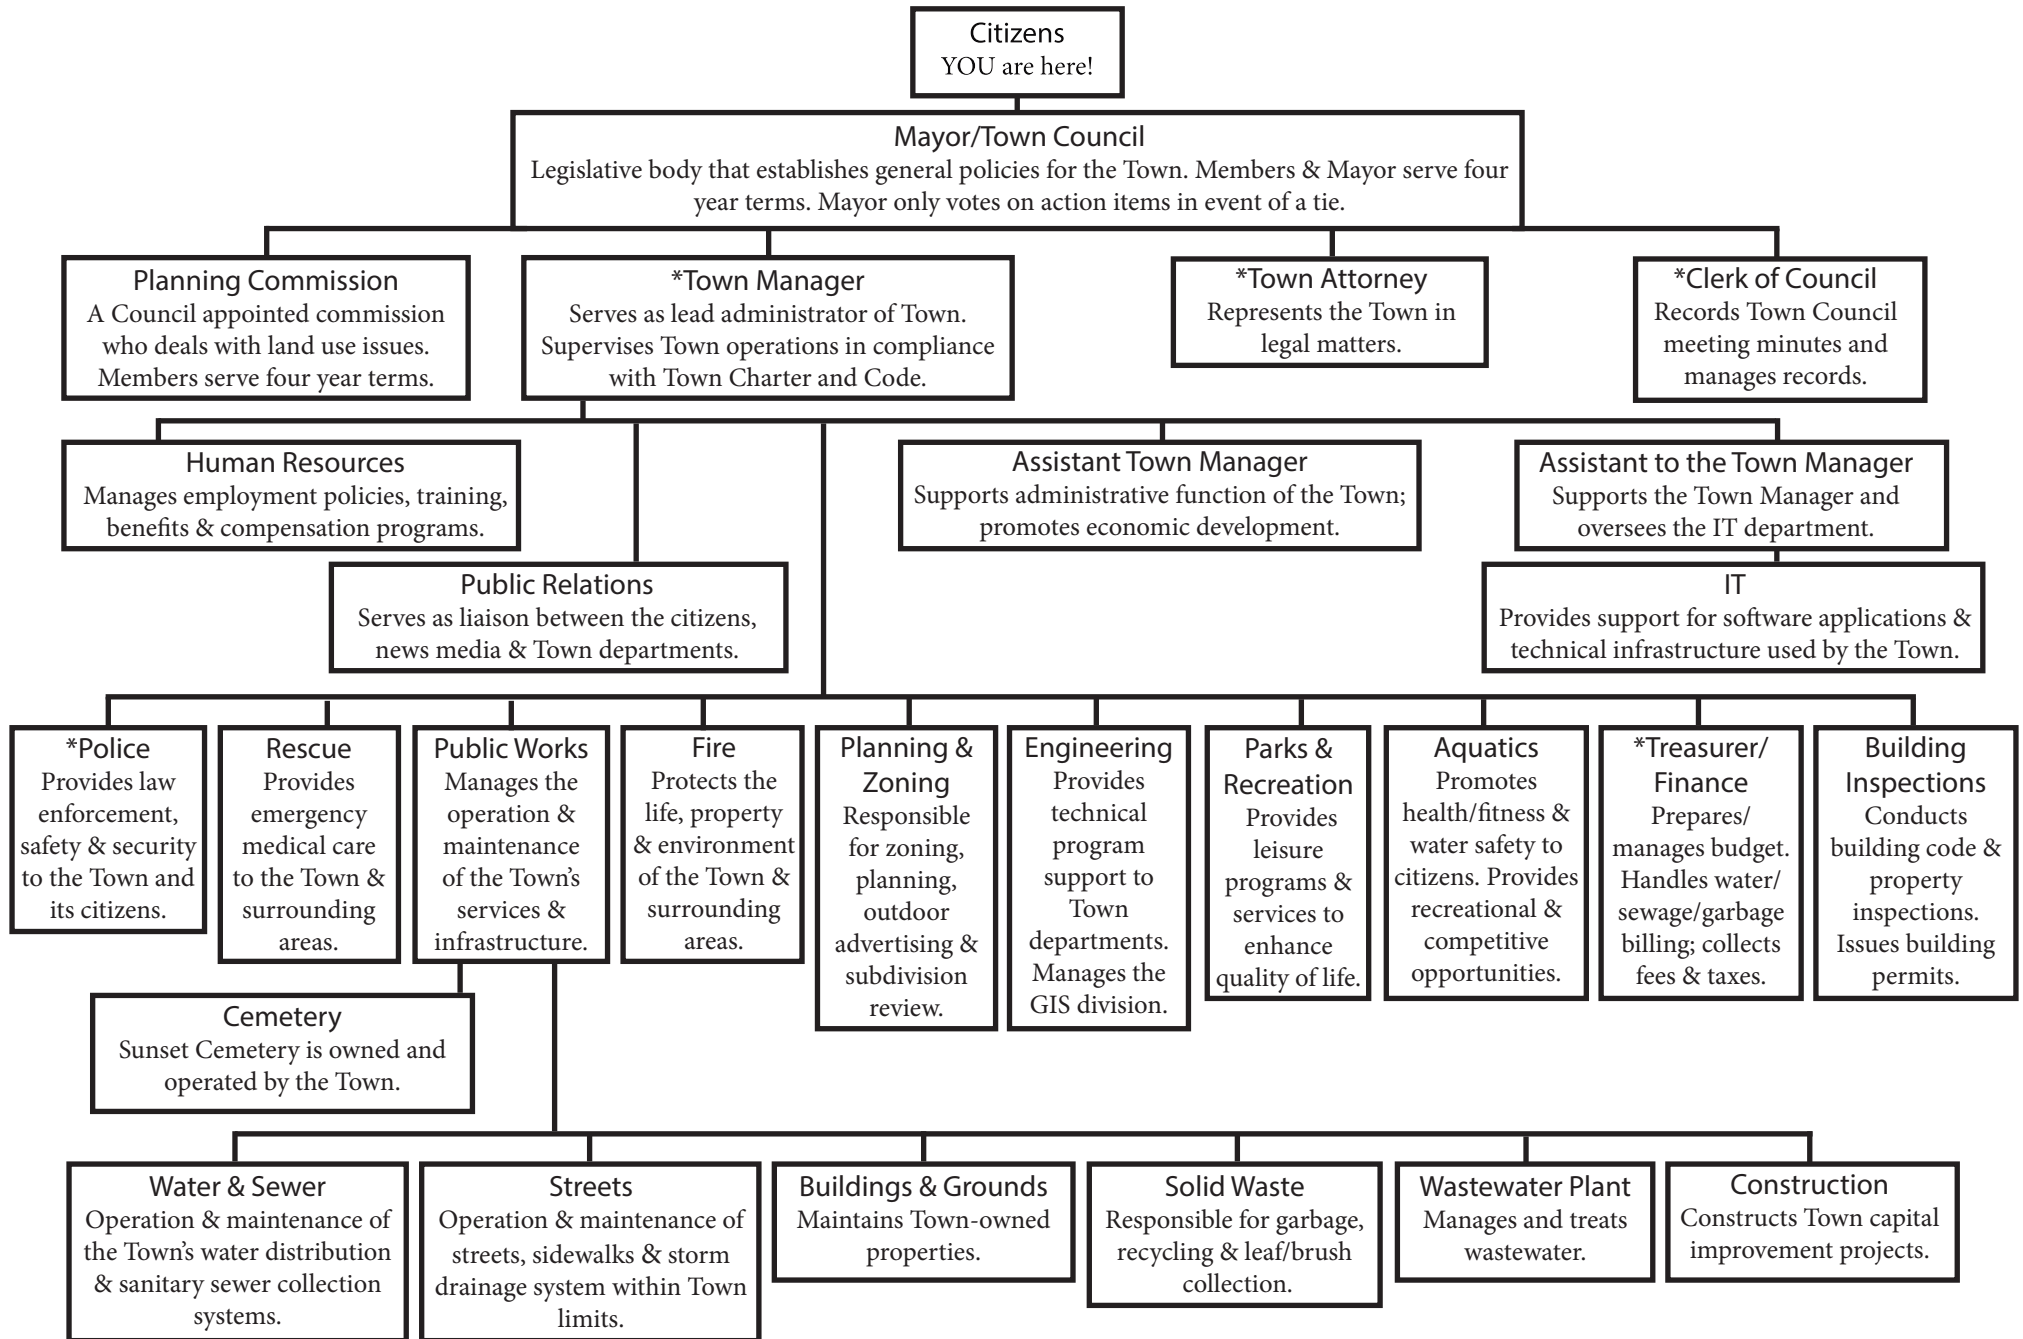 Citizens
YOU are here!
Mayor/Town Council
Legislative body that establishes general policies for the Town. Members & Mayor serve four
year terms. Mayor only votes on action items in event of a tie.
Planning Commission
A Council appointed commission
who deals with land use issues.
Members serve four year terms.
*Town Manager
Serves as lead administrator of Town.
Supervises Town operations in compliance
with Town Charter and Code.
*Town Attorney
Represents the Town in
legal matters.
*Clerk of Council
Records Town Council
meeting minutes and
manages records.
Human Resources
Manages employment policies, training,
benefits & compensation programs.
Assistant Town Manager
Supports administrative function of the Town;
promotes economic development.
Assistant to the Town Manager
Supports the Town Manager and
oversees the IT department.
Public Relations
Serves as liaison between the citizens,
news media & Town departments.
IT
Provides support for software applications &
technical infrastructure used by the Town.
*Police
Provides law
enforcement,
safety & security
to the Town and
its citizens.
Rescue
Provides
emergency
medical care
to the Town &
surrounding
areas.
Public Works
Manages the
operation &
maintenance
of the Town's
services &
infrastructure.
Fire
Protects the
life, property
& environment
of the Town &
surrounding
areas.
Planning &
Zoning
Responsible
for zoning,
planning,
outdoor
advertising &
subdivision
review.
Engineering
Provides
technical
program
support to
Town
departments.
Manages the
GIS division.
Parks &
Recreation
Provides
leisure
programs &
services to
enhance
quality of life.
Aquatics
Promotes
health/fitness &
water safety to
citizens. Provides
recreational &
competitive
opportunities.
*Treasurer/
Finance
Prepares/
manages budget.
Handles water/
sewage/garbage
billing; collects
fees & taxes.
Building
Inspections
Conducts
building code &
property
inspections.
Issues building
permits.
Cemetery
Sunset Cemetery is owned and
operated by the Town.
Water & Sewer
Operation & maintenance of
the Town's water distribution
& sanitary sewer collection
systems.
Streets
Operation & maintenance of
streets, sidewalks & storm
drainage system within Town
limits.
Buildings & Grounds
Maintains Town-owned
properties.
Solid Waste
Responsible for garbage,
recycling & leaf/brush
collection.
Wastewater Plant
Manages and treats
wastewater.
Construction
Constructs Town capital
improvement projects.